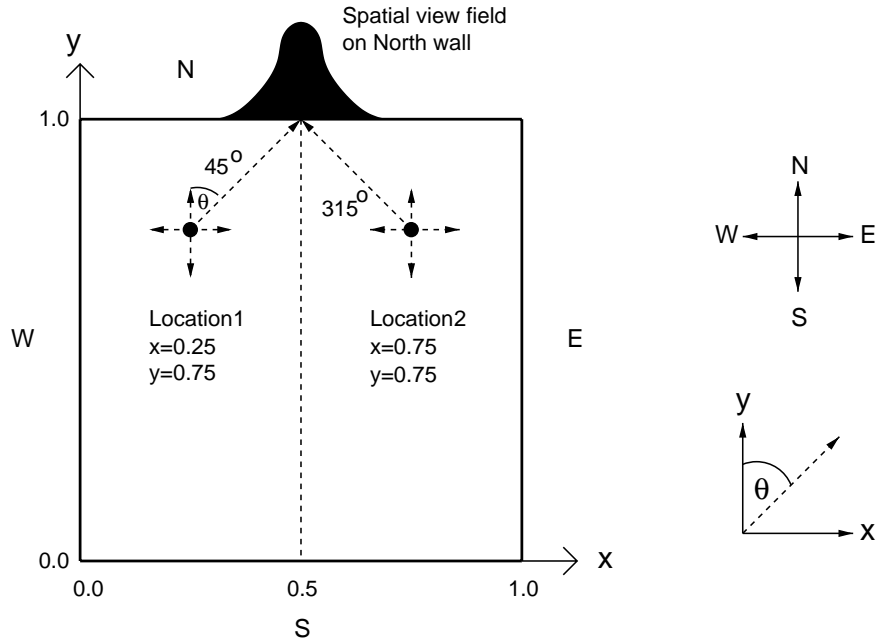 Spatial view field
on North wall
y
N
1.0
45°
θ
315°
N
W
E
S
Location1
x=0.25
y=0.75
Location2
x=0.75
y=0.75
W
E
y
θ
x
0.0
x
0.0
0.5
1.0
S